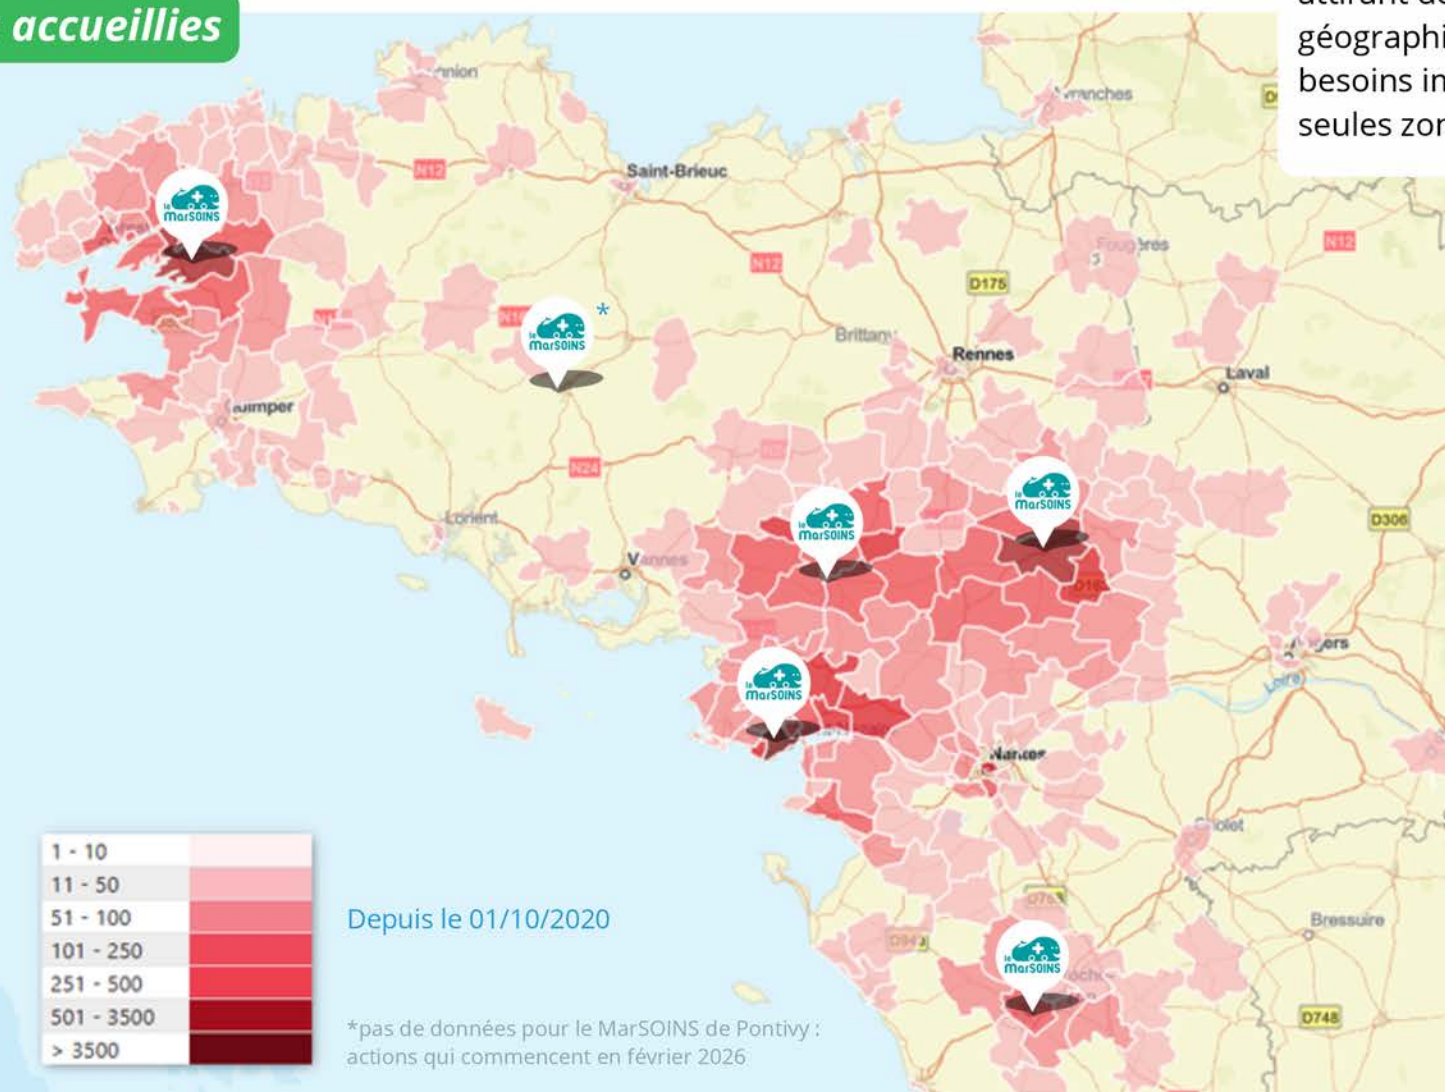 accueillies
géographi
besoins in
Saint-Brieuc
N12
N12
N12
D175
le
MarSOINS
le
MarSOINS
*
Brittany
Rennes
Laval
N24
Lorient
Vannes
le
MarSOINS
le
MarSOINS
D306
le
MarSOINS
Loire
Nantes
Bressuire
le
MarSOINS
D748
1 - 10
11 - 50
51 - 100
101 - 250
251 - 500
501 - 3500
> 3500
Depuis le 01/10/2020
*pas de données pour le MarSOINS de Pontivy :
actions qui commencent en février 2026